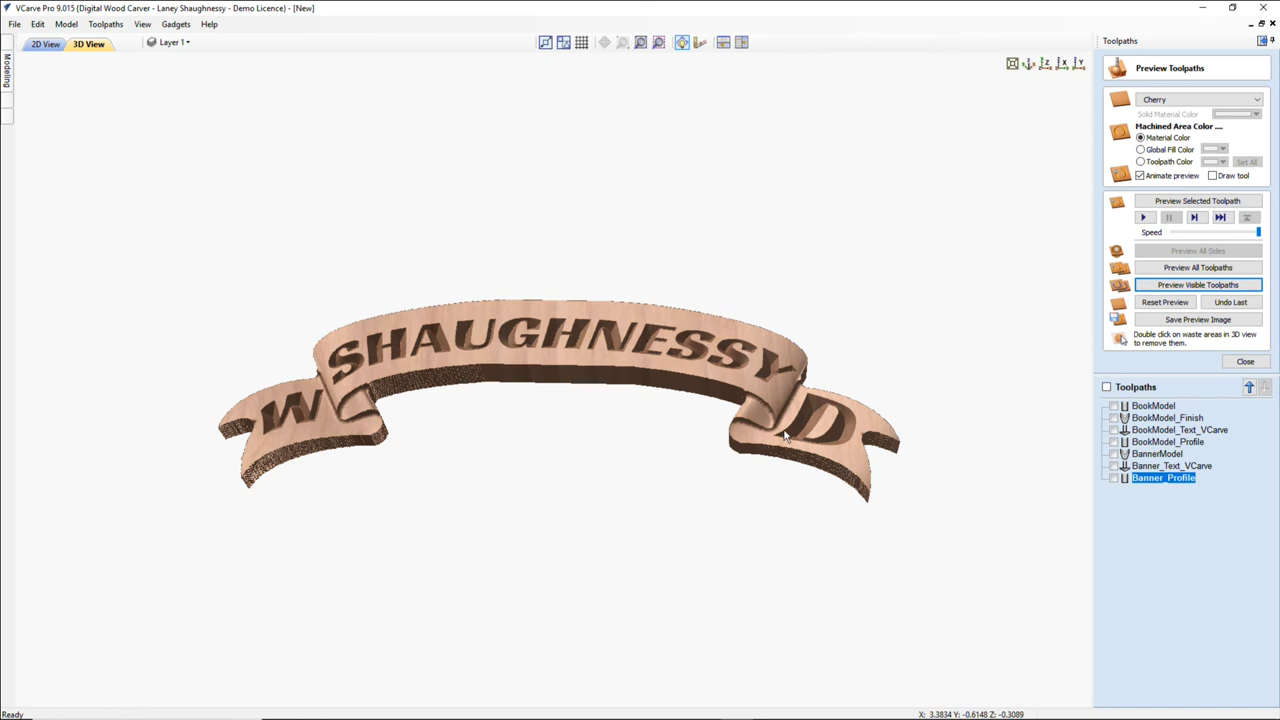 VCarve Pro 9.015 {Digital Wood Carver - Laney Shaughnessy - Demo Licence} - [New]
File Edit Model Toolpaths View Gadgets Help
2D View 3D View Layer 1
Modeling
Toolpaths
Preview Toolpaths
Cherry
Solid Material Color
Machined Area Color ....
Material Color
Global Fill Color
Toolpath Color Set All
Animate preview Draw tool
Preview Selected Toolpath
Speed
Preview All Sides
Preview All Toolpaths
Preview Visible Toolpaths
Reset Preview Undo Last
Save Preview Image
Double click on waste areas in 3D view
to remove them.
Close
Toolpaths
BookModel
BookModel_Finish
BookModel_Text_VCarve
BookModel_Profile
BannerModel
Banner_Text_VCarve
Banner_Profile
Z X Y
SHAUGHNESSY
W D
Ready X: 3.3834 Y: -0.6148 Z: -0.3089